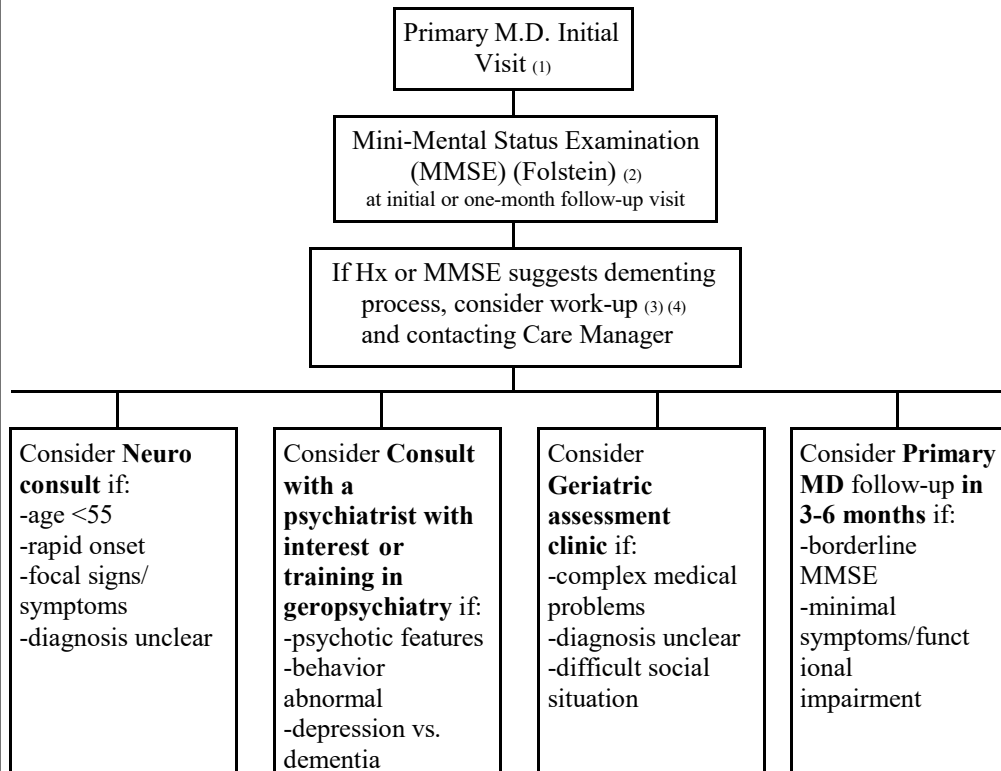 Primary M.D. Initial
Visit (1)
Mini-Mental Status Examination
(MMSE) (Folstein) (2)
at initial or one-month follow-up visit
If Hx or MMSE suggests dementing
process, consider work-up (3) (4)
and contacting Care Manager
Consider Neuro
consult if:
-age <55
-rapid onset
-focal signs/
symptoms
-diagnosis unclear
Consider Consult
with a
psychiatrist with
interest or
training in
geropsychiatry if:
-psychotic features
-behavior
abnormal
-depression vs.
dementia
Consider
Geriatric
assessment
clinic if:
-complex medical
problems
-diagnosis unclear
-difficult social
situation
Consider Primary
MD follow-up in
3-6 months if:
-borderline
MMSE
-minimal
symptoms/funct
ional
impairment